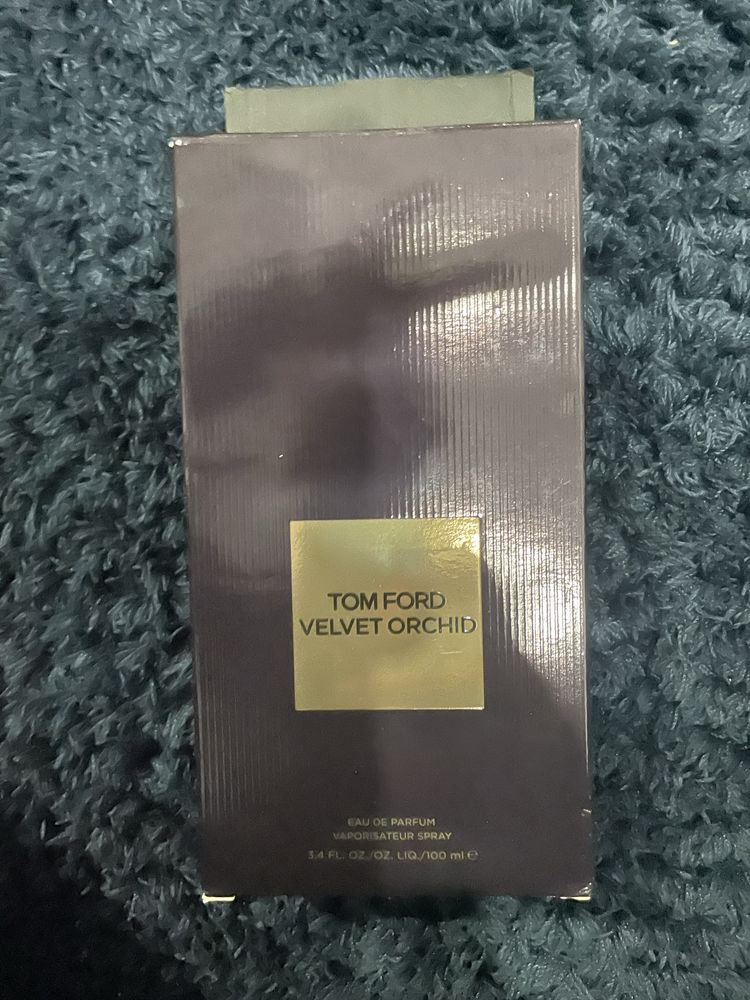 TOM FORD
VELVET ORCHID
EAU DE PARFUM
VAPORISATEUR SPRAY
3.4 FL. OZ./OZ. LIQ./100 ml ℮